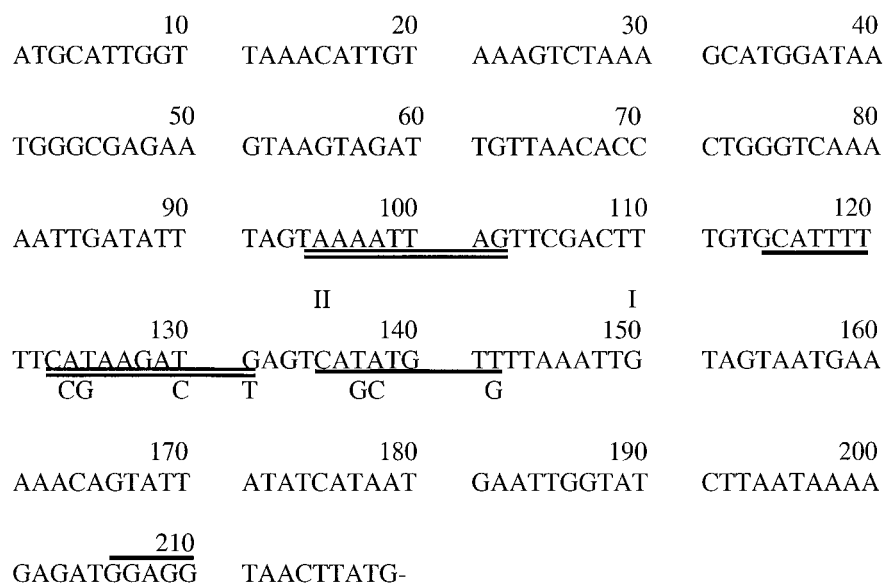 10 20 30 40
ATGCATTGGT TAAACATTGT AAAGTCTAAA GCATGGATAA
50 60 70 80
TGGGCGAGAA GTAAGTAGAT TGTTAACACC CTGGGTCAAA
90 100 110 120
AATTGATATT TAGTAAAATT AGTTCGACTT TGTGCATTTT
II I
130 140 150 160
TTCATAAGAT GAGTCATATG TTTTAAATTG TAGTAATGAA
CG C T GC G
170 180 190 200
AAACAGTATT ATATCATAAT GAATTGGTAT CTTAATAAAA
210
GAGATGGAGG TAACTTATG-